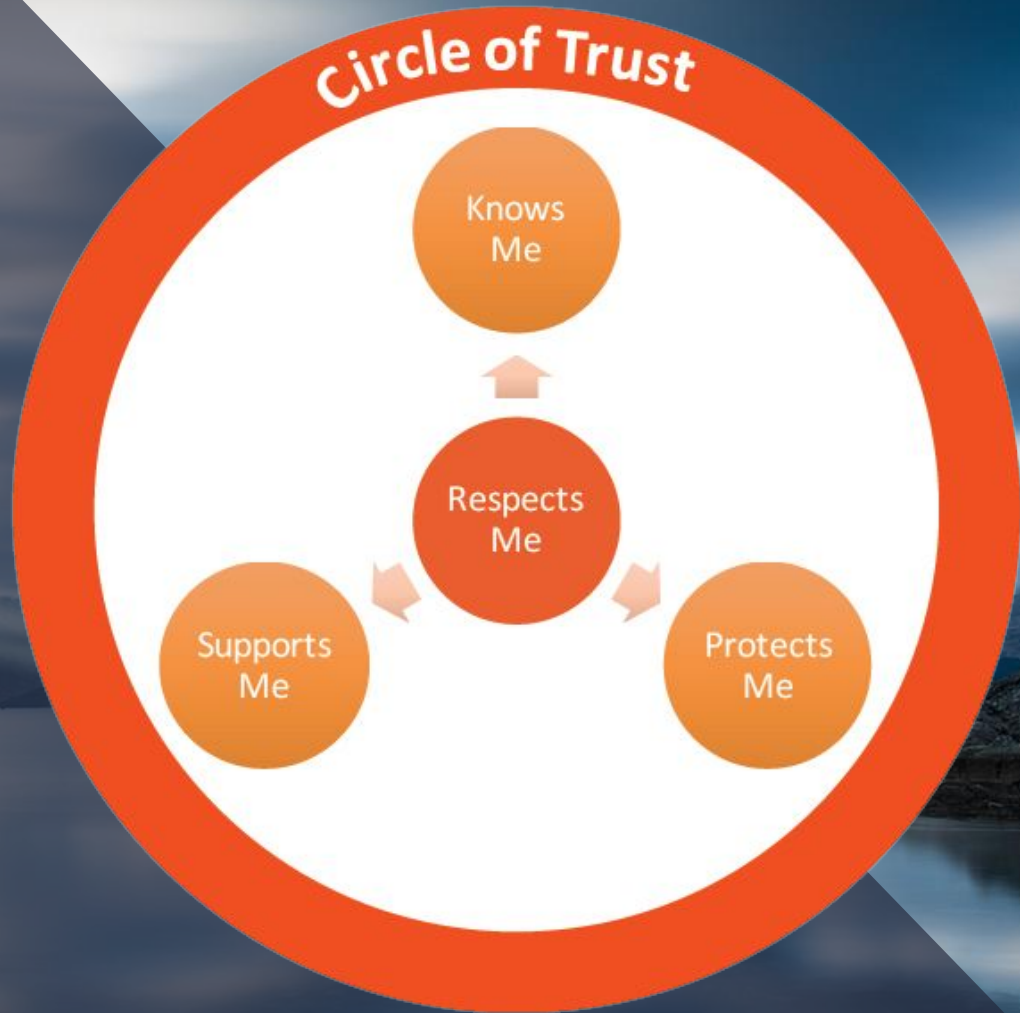 Circle of Trust
Knows
Me
Respects
Me
Supports
Me
Protects
Me